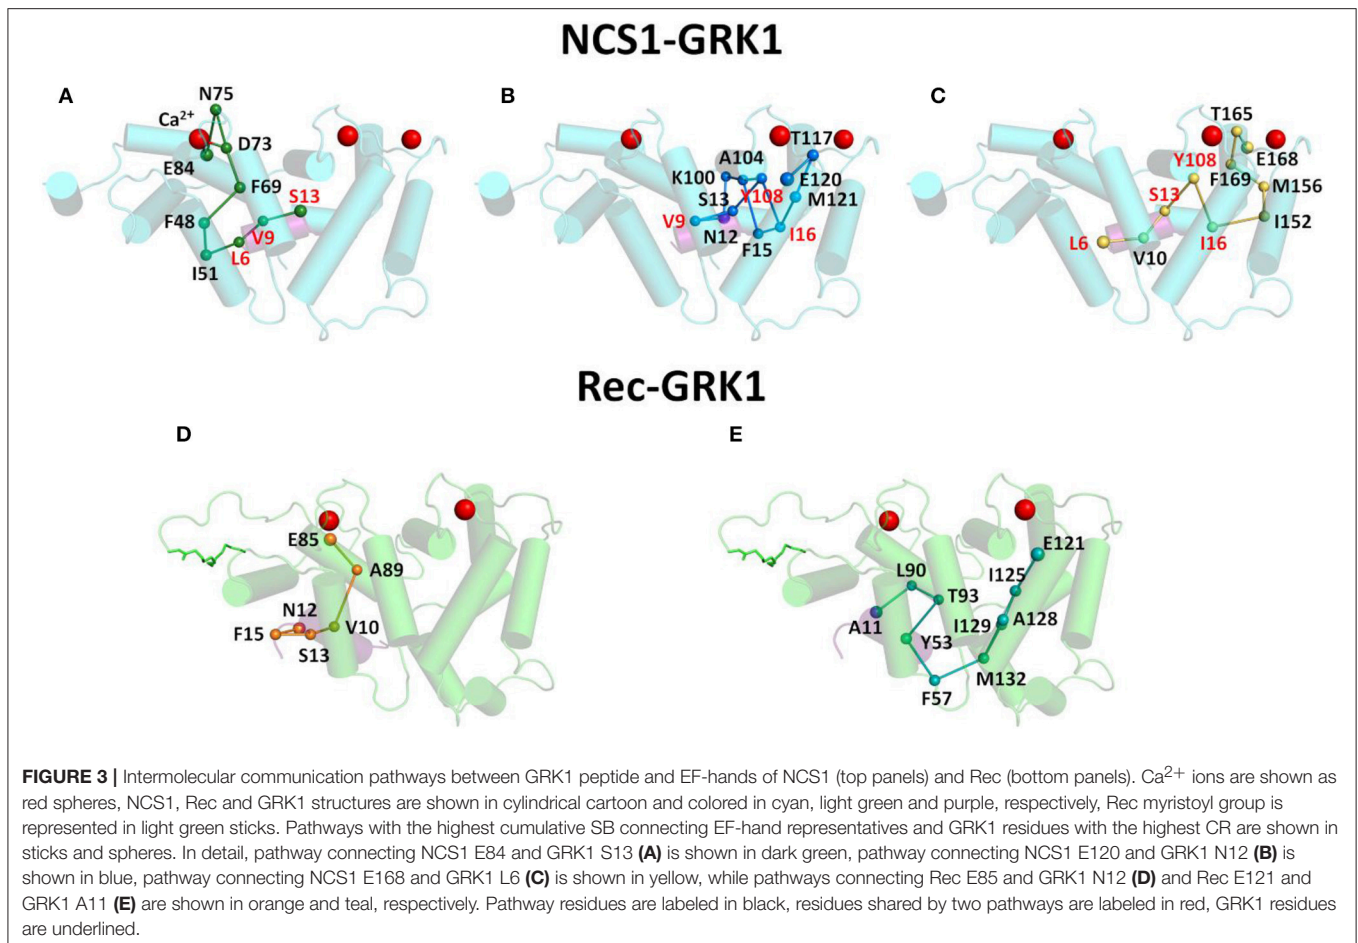 NCS1-GRK1
A
N75
Ca2+
D73
E84
F69
S13
F48
V9
L6
I51
B
T117
A104
K100
E120
S13
Y108
M121
V9
N12
I16
F15
C
T165
Y108
E168
F169
S13
M156
L6
I152
V10
I16
Rec-GRK1
D
E85
A89
N12
F15
V10
S13
E
E121
L90
I125
T93
A11
I129
A128
Y53
M132
F57
FIGURE 3 | Intermolecular communication pathways between GRK1 peptide and EF-hands of NCS1 (top panels) and Rec (bottom panels). Ca2+ ions are shown as
red spheres, NCS1, Rec and GRK1 structures are shown in cylindrical cartoon and colored in cyan, light green and purple, respectively, Rec myristoyl group is
represented in light green sticks. Pathways with the highest cumulative SB connecting EF-hand representatives and GRK1 residues with the highest CR are shown in
sticks and spheres. In detail, pathway connecting NCS1 E84 and GRK1 S13 (A) is shown in dark green, pathway connecting NCS1 E120 and GRK1 N12 (B) is
shown in blue, pathway connecting NCS1 E168 and GRK1 L6 (C) is shown in yellow, while pathways connecting Rec E85 and GRK1 N12 (D) and Rec E121 and
GRK1 A11 (E) are shown in orange and teal, respectively. Pathway residues are labeled in black, residues shared by two pathways are labeled in red, GRK1 residues
are underlined.